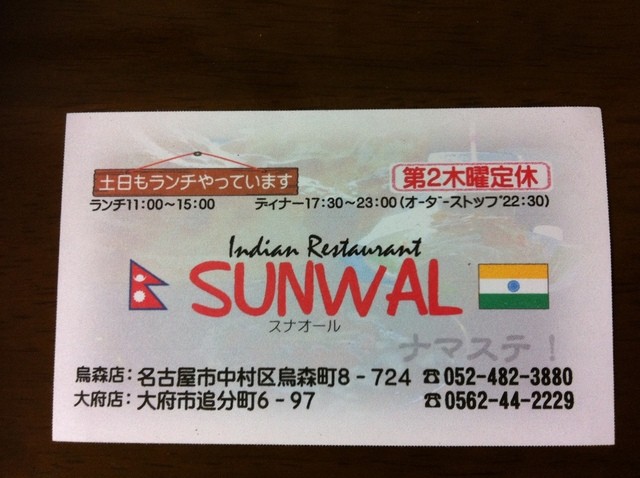 土日もランチやっています
第2木曜定休
ランチ11:00～15:00
ディナー17:30～23:00(オーダーストップ22:30)
Indian Restaurant
SUNWAL
スナオール
ナマステ！
烏森店：名古屋市中村区烏森町8－724 ☎052-482-3880
大府店：大府市追分町6－97 ☎0562-44-2229